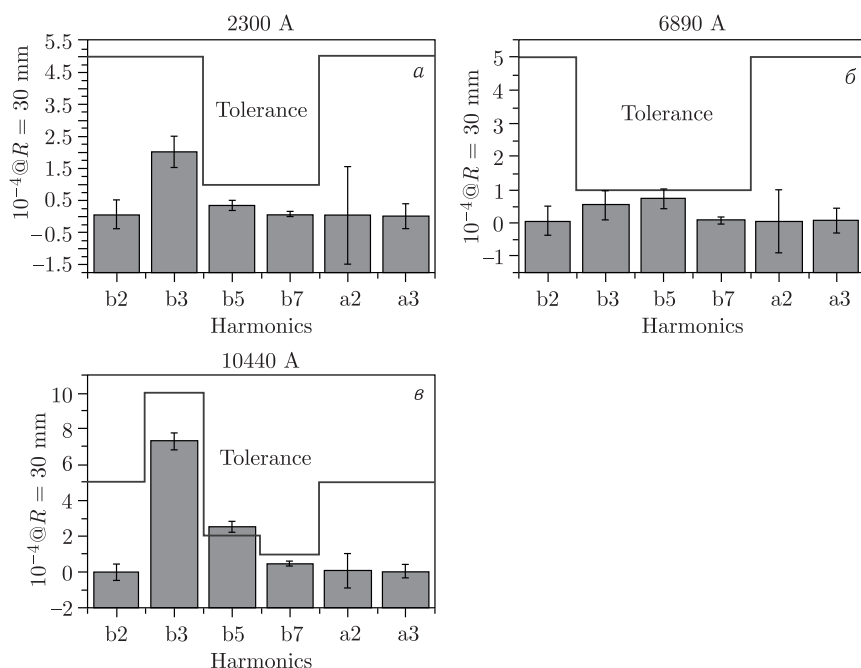 2300 A
а
5.5
4.5
3.5
2.5
1.5
0.5
−0.5
−1.5
10⁻⁴@R = 30 mm
Tolerance
b2 b3 b5 b7 a2 a3
Harmonics
6890 A
б
5
4
3
2
1
0
−1
10⁻⁴@R = 30 mm
Tolerance
b2 b3 b5 b7 a2 a3
Harmonics
10440 A
в
10
8
6
4
2
0
−2
10⁻⁴@R = 30 mm
Tolerance
b2 b3 b5 b7 a2 a3
Harmonics